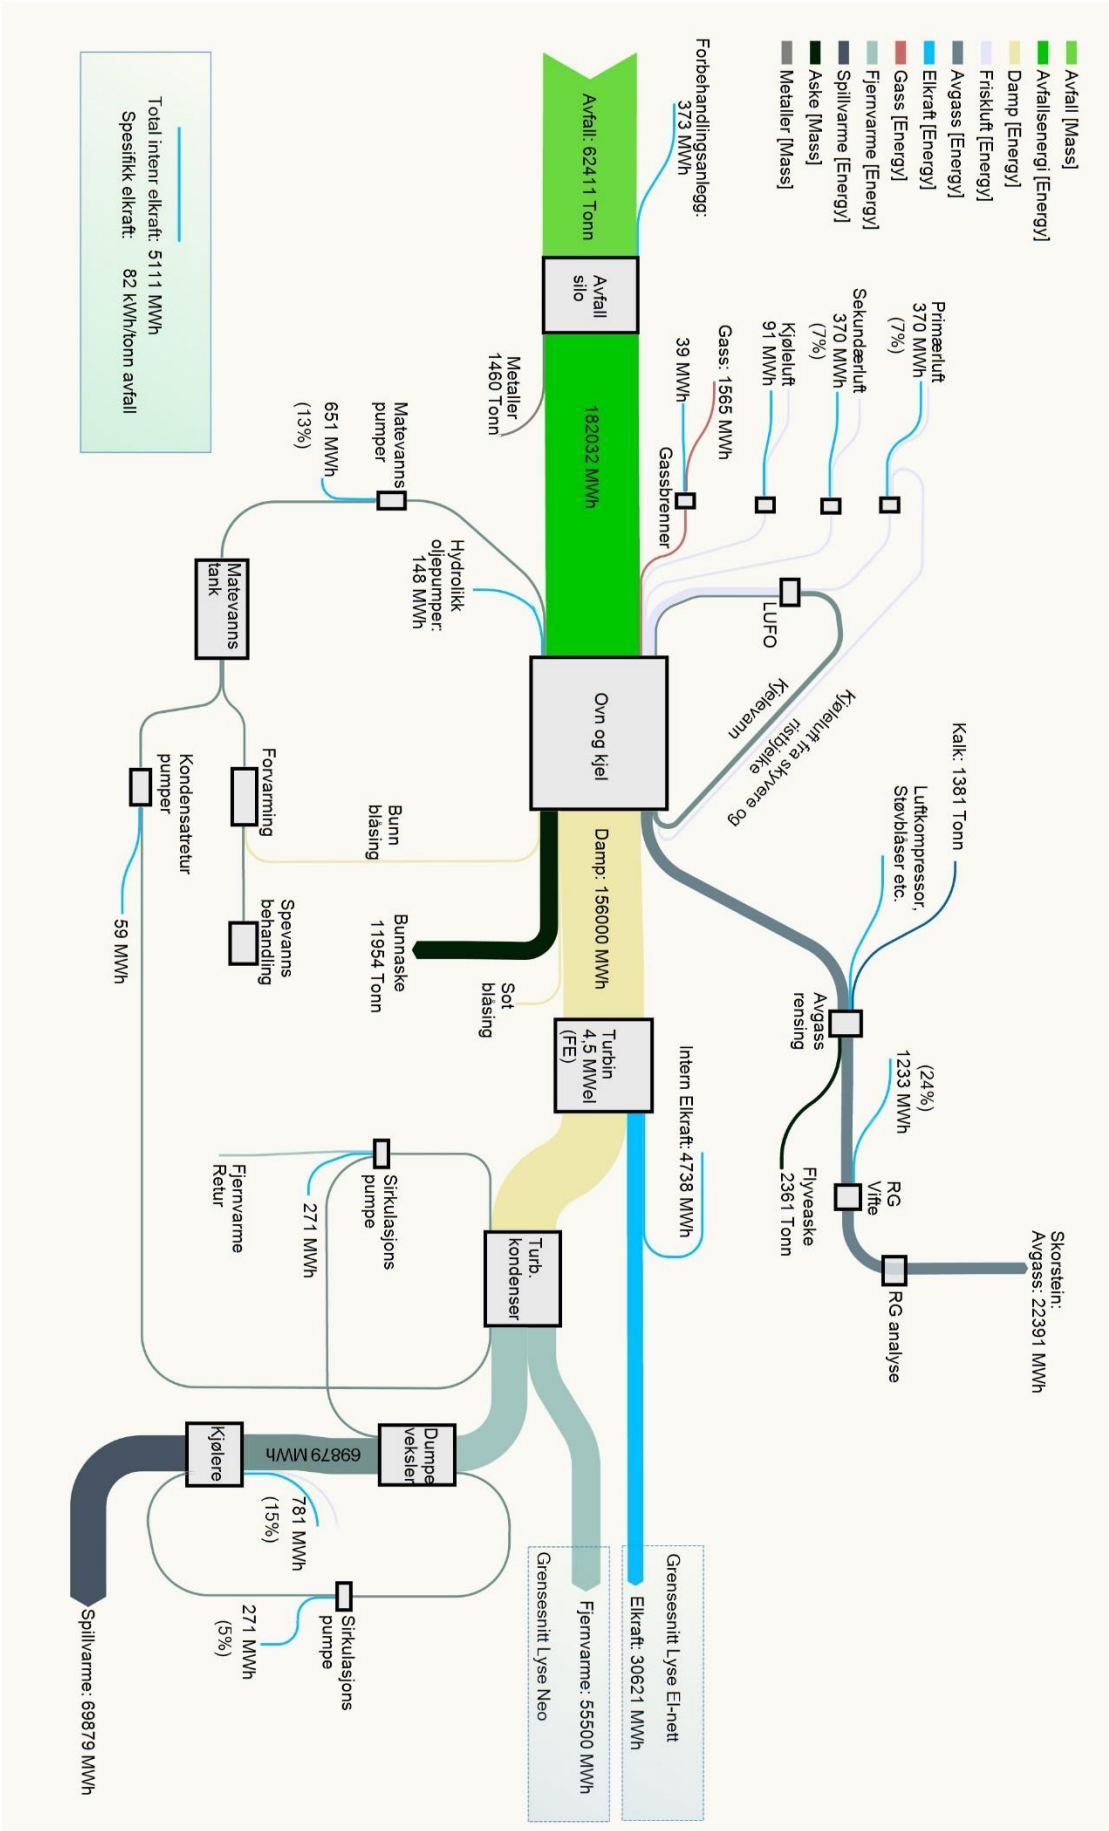 Avfall [Mass]
Avfallsenergi [Energy]
Damp [Energy]
Friskluft [Energy]
Avgass [Energy]
Elkraft [Energy]
Gass [Energy]
Fjernvarme [Energy]
Spillvarme [Energy]
Aske [Mass]
Metaller [Mass]
Forbehandlingsanlegg:
373 MWh
Avfall: 62411 Tonn
Avfall
silo
Metaller
1460 Tonn
182032 MWh
Primærluft
370 MWh
(7%)
Sekundærluft
370 MWh
(7%)
Kjøleluft
91 MWh
Gass: 1565 MWh
39 MWh
Gassbrenner
LUFO
Kjelevann
Kjøleluft fra skyvere og
ristbjelke
Ovn og kjel
Matevanns
pumper
651 MWh
(13%)
Hydrolikk
oljepumper:
148 MWh
Matevanns
tank
Forvarming
Kondensatretur
pumper
59 MWh
Spevanns
behandling
Bunn
blåsing
Bunnaske
11954 Tonn
Sot
blåsing
Damp: 156000 MWh
Kalk: 1381 Tonn
Luftkompressor,
Støvblåser etc.
Avgass
rensing
Flyveaske
2361 Tonn
(24%)
1233 MWh
RG
Vifte
RG analyse
Skorstein:
Avgass: 22391 MWh
Turbin
4,5 MWel
(FE)
Intern Elkraft: 4738 MWh
Turb.
kondenser
Sirkulasjons
pumpe
271 MWh
Fjernvarme
Retur
Dumpe
veksler
69879 MWh
Kjølere
781 MWh
(15%)
Sirkulasjons
pumpe
271 MWh
(5%)
Spillvarme: 69879 MWh
Grensesnitt Lyse El-nett
Elkraft: 30621 MWh
Fjernvarme: 55500 MWh
Grensesnitt Lyse Neo
Total intenr elkraft: 5111 MWh
Spesifikk elkraft: 82 kWh/tonn avfall